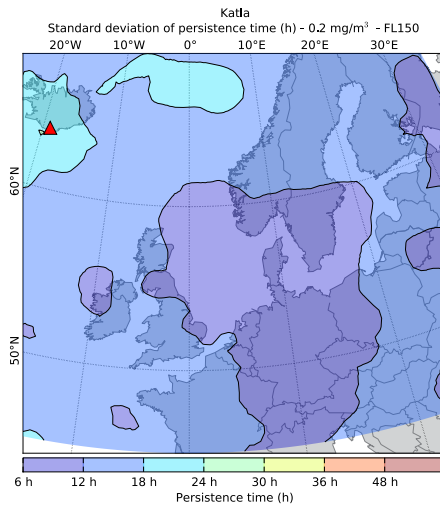 Katla
Standard deviation of persistence time (h) - 0.2 mg/m³ - FL150
20°W 10°W 0°E 10°E 20°E 30°E
60°N
50°N
6 h 12 h 18 h 24 h 30 h 36 h 48 h
Persistence time (h)